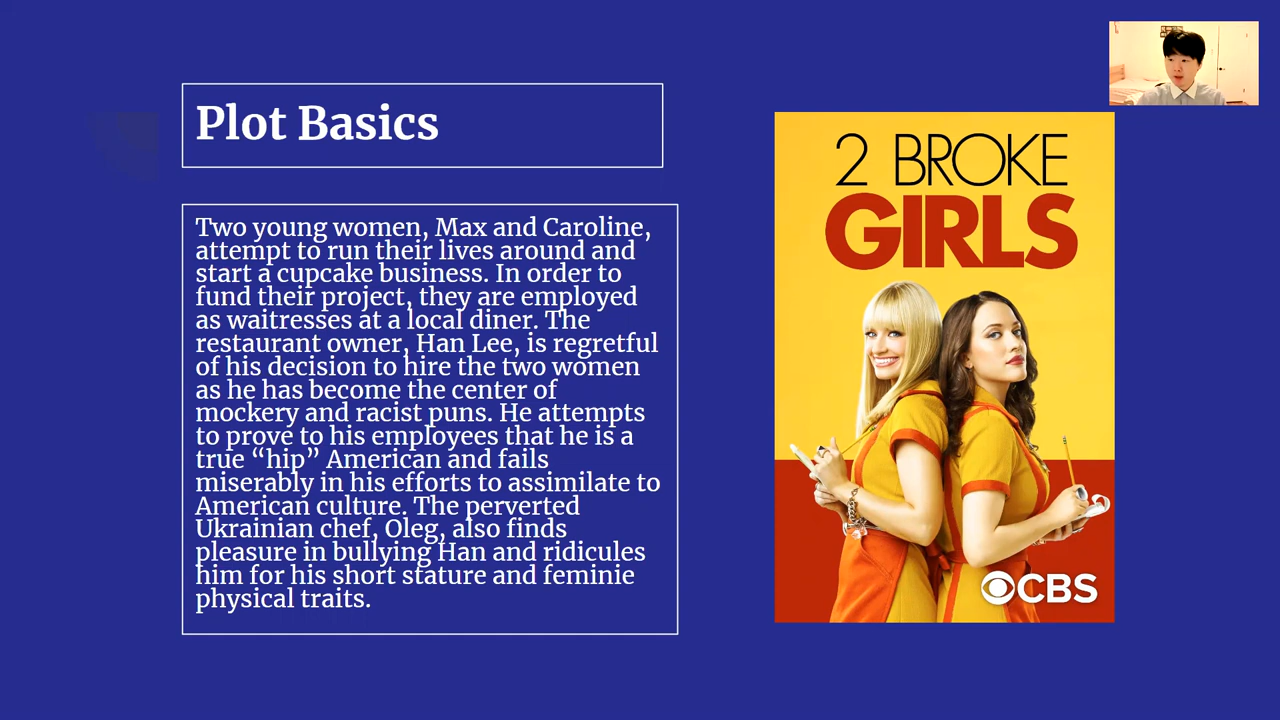 Plot Basics
Two young women, Max and Caroline,
attempt to run their lives around and
start a cupcake business. In order to
fund their project, they are employed
as waitresses at a local diner. The
restaurant owner, Han Lee, is regretful
of his decision to hire the two women
as he has become the center of
mockery and racist puns. He attempts
to prove to his employees that he is a
true “hip” American and fails
miserably in his efforts to assimilate to
American culture. The perverted
Ukrainian chef, Oleg, also finds
pleasure in bullying Han and ridicules
him for his short stature and feminie
physical traits.
2 BROKE
GIRLS
CBS